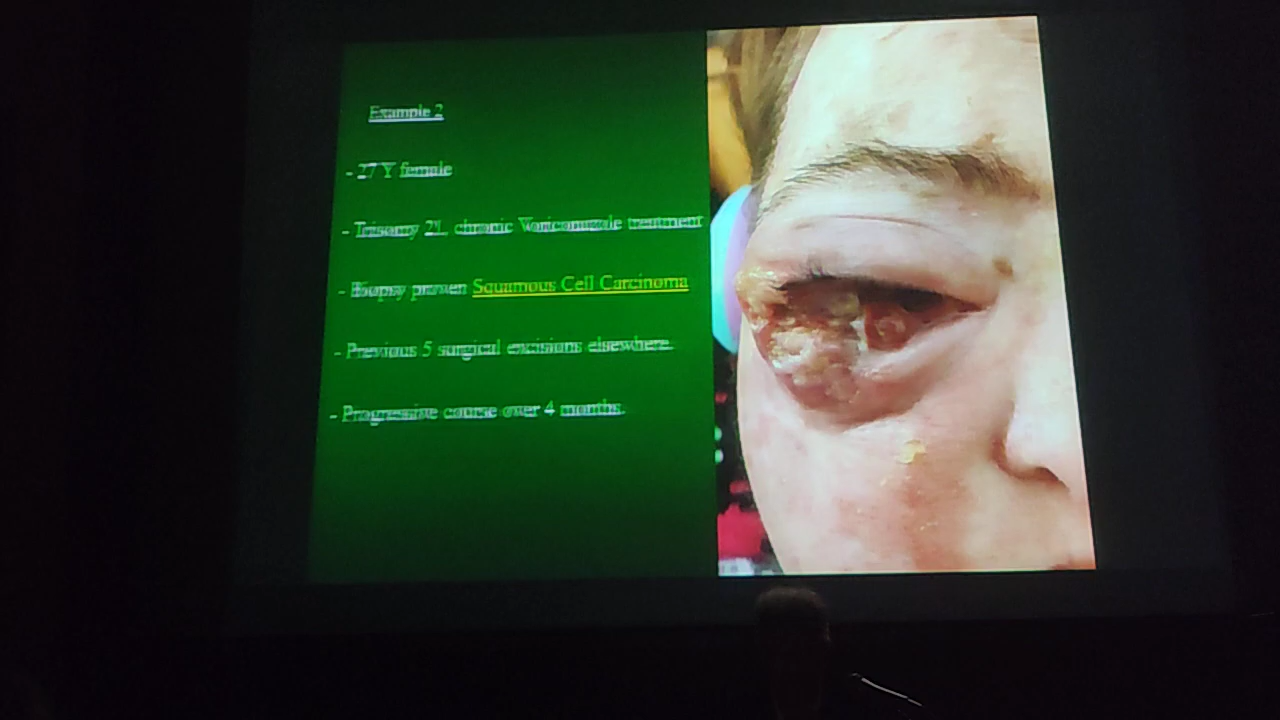 Example 2
- 27 Y female
- Trisomy 21, chronic Voriconazole treatment
- Biopsy proven Squamous Cell Carcinoma
- Previous 5 surgical excisions elsewhere.
- Progressive course over 4 months.